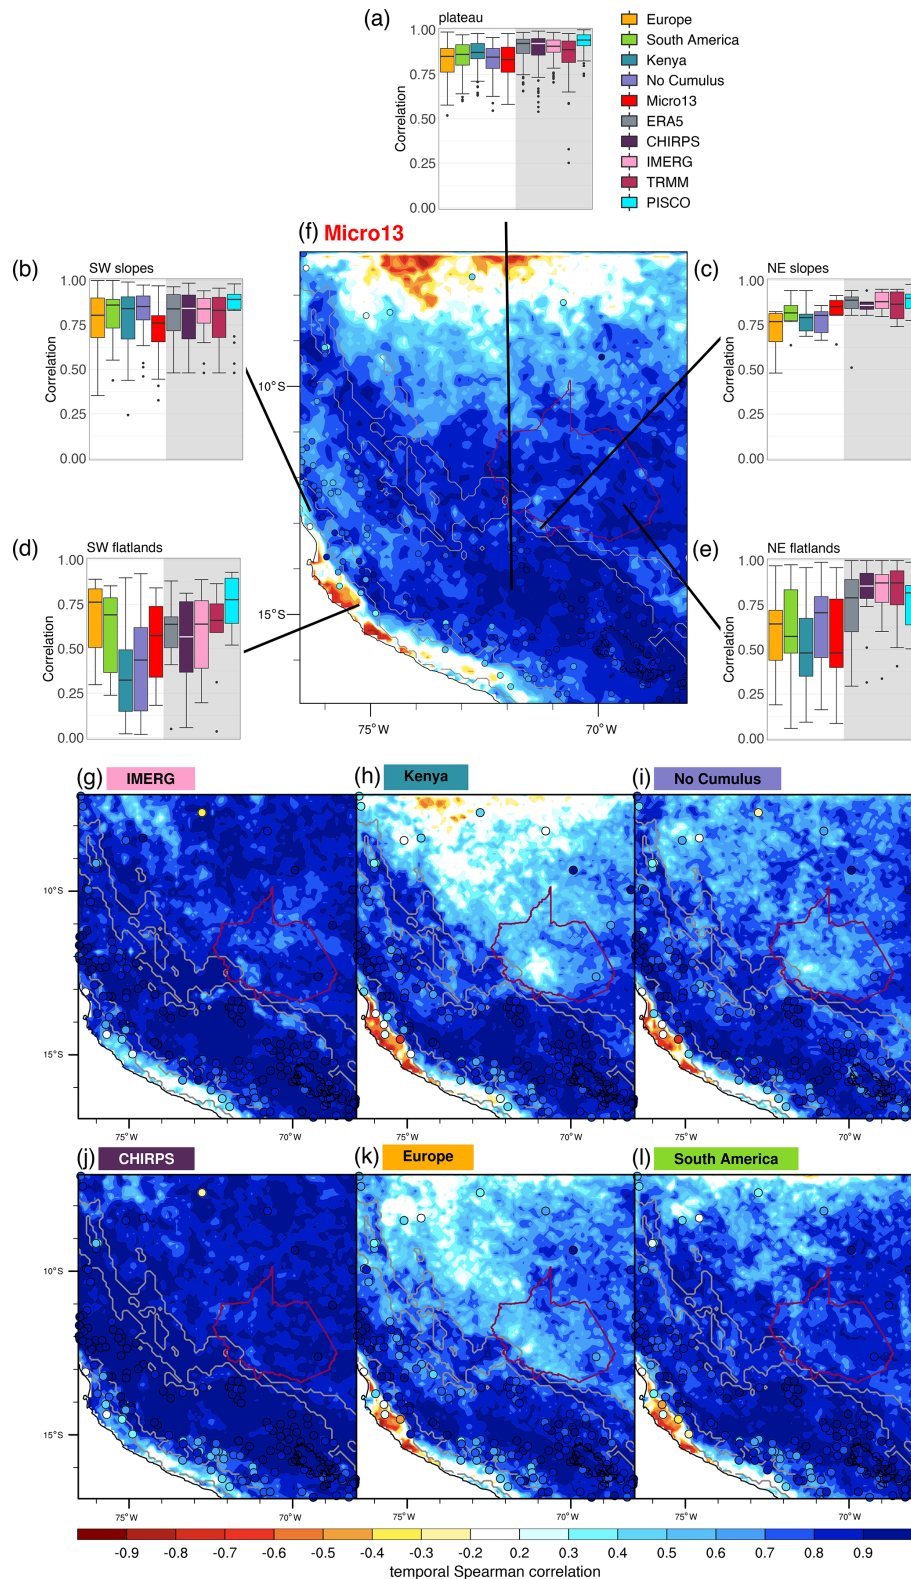 (a)
plateau
1.00
0.75
0.50
0.25
0.00
Correlation
Europe
South America
Kenya
No Cumulus
Micro13
ERA5
CHIRPS
IMERG
TRMM
PISCO
(b)
SW slopes
1.00
0.75
0.50
0.25
0.00
Correlation
(f) Micro13
10°S
15°S
75°W
70°W
(c)
NE slopes
1.00
0.75
0.50
0.25
0.00
Correlation
(d)
SW flatlands
1.00
0.75
0.50
0.25
0.00
Correlation
(e)
NE flatlands
1.00
0.75
0.50
0.25
0.00
Correlation
(g) IMERG
(h) Kenya
(i) No Cumulus
10°S
15°S
75°W 70°W 75°W 70°W 75°W 70°W
(j) CHIRPS
(k) Europe
(l) South America
10°S
15°S
75°W 70°W 75°W 70°W 75°W 70°W
-0.9 -0.8 -0.7 -0.6 -0.5 -0.4 -0.3 -0.2 0.2 0.3 0.4 0.5 0.6 0.7 0.8 0.9
temporal Spearman correlation